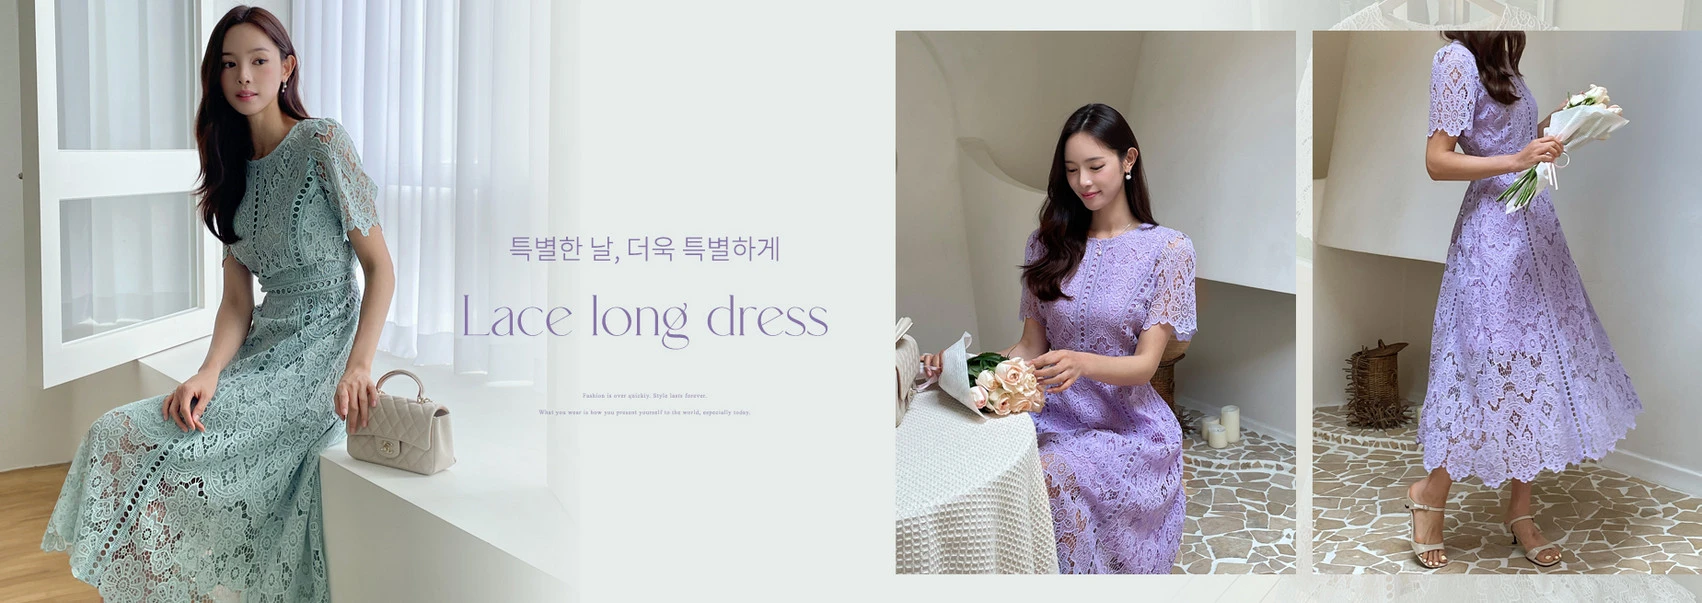 특별한 날, 더욱 특별하게
Lace long dress
Fashion is over quickly. Style lasts forever.
What you wear is how you present yourself to the world, especially today.